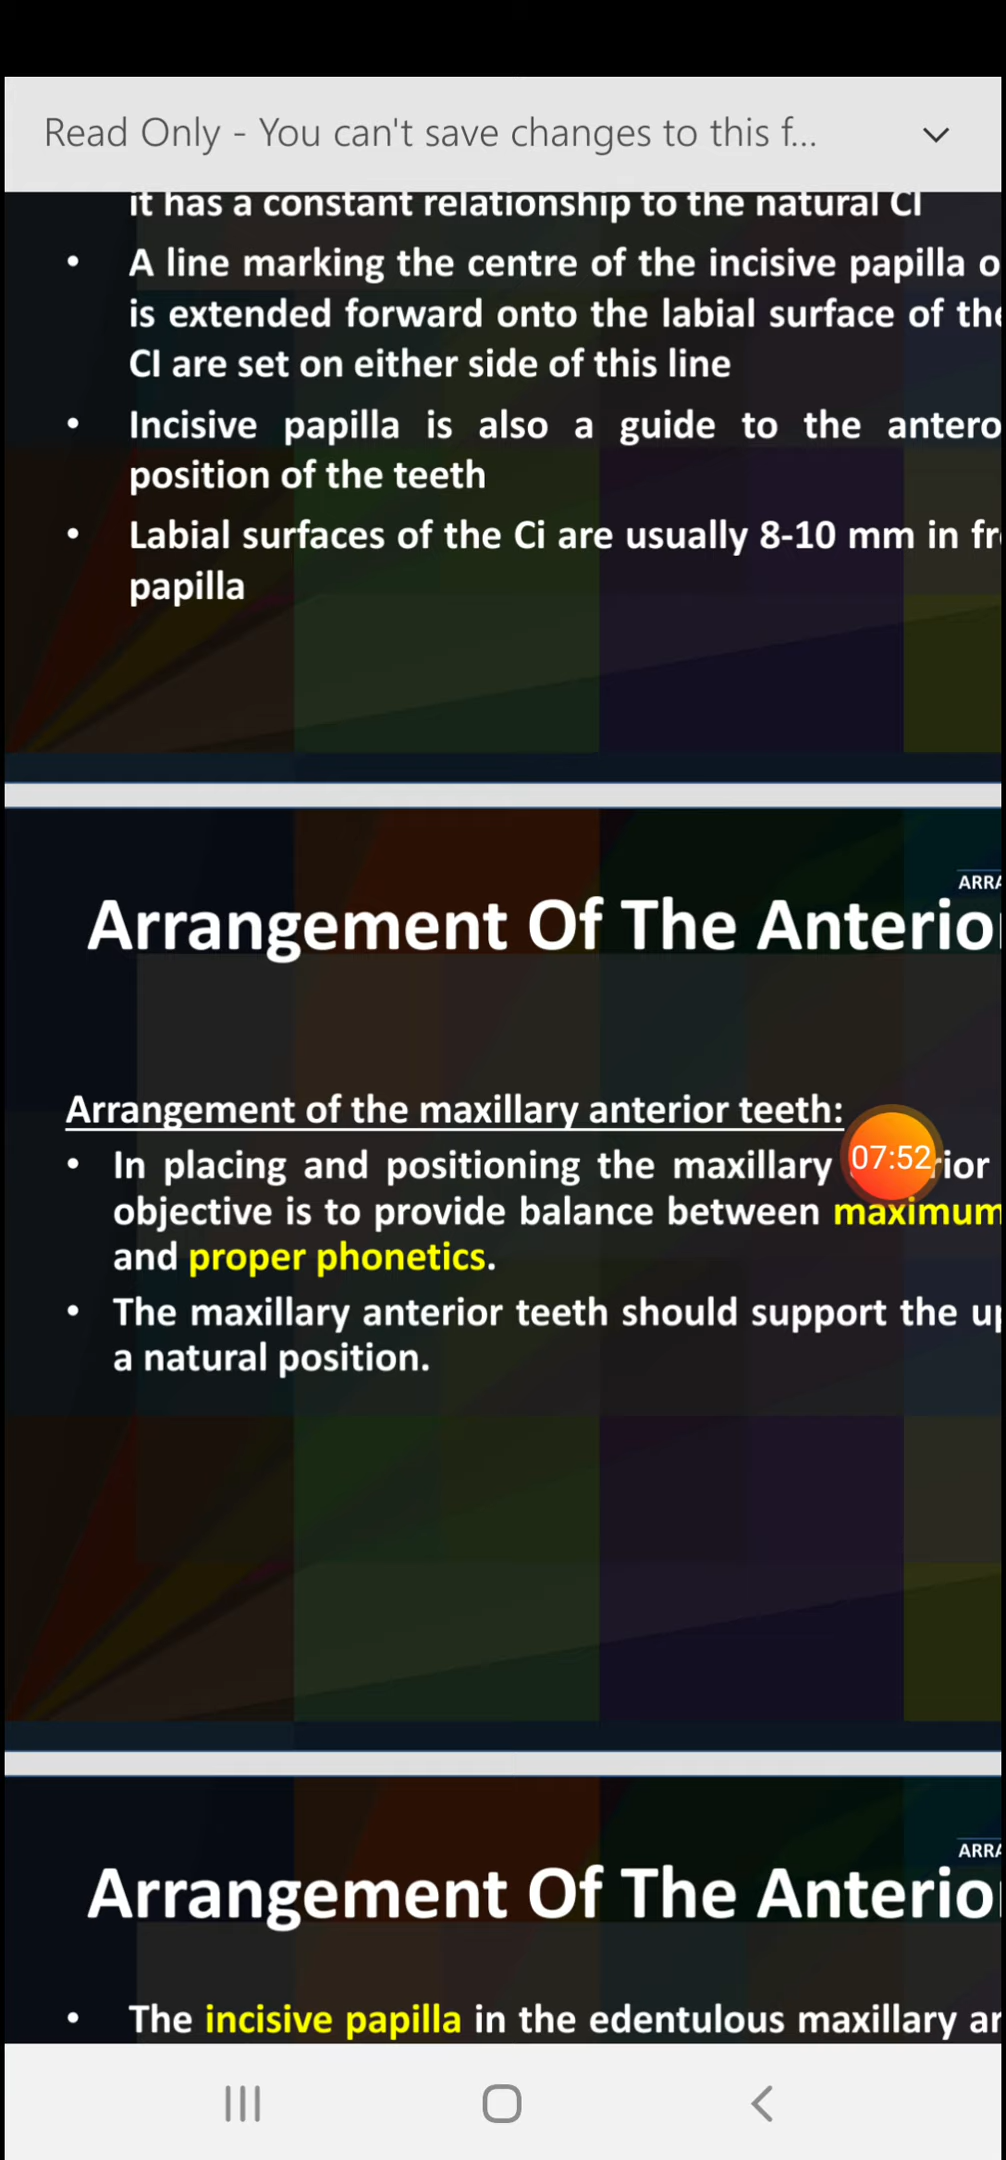 Read Only - You can't save changes to this f...
it has a constant relationship to the natural CI
• A line marking the centre of the incisive papilla o
is extended forward onto the labial surface of the
CI are set on either side of this line
• Incisive papilla is also a guide to the antero
position of the teeth
• Labial surfaces of the Ci are usually 8-10 mm in fr
papilla
ARRA
Arrangement Of The Anterio
Arrangement of the maxillary anterior teeth:
• In placing and positioning the maxillary
07:52
objective is to provide balance between maximum
and proper phonetics.
• The maxillary anterior teeth should support the up
a natural position.
ARRA
Arrangement Of The Anterio
• The incisive papilla in the edentulous maxillary ar